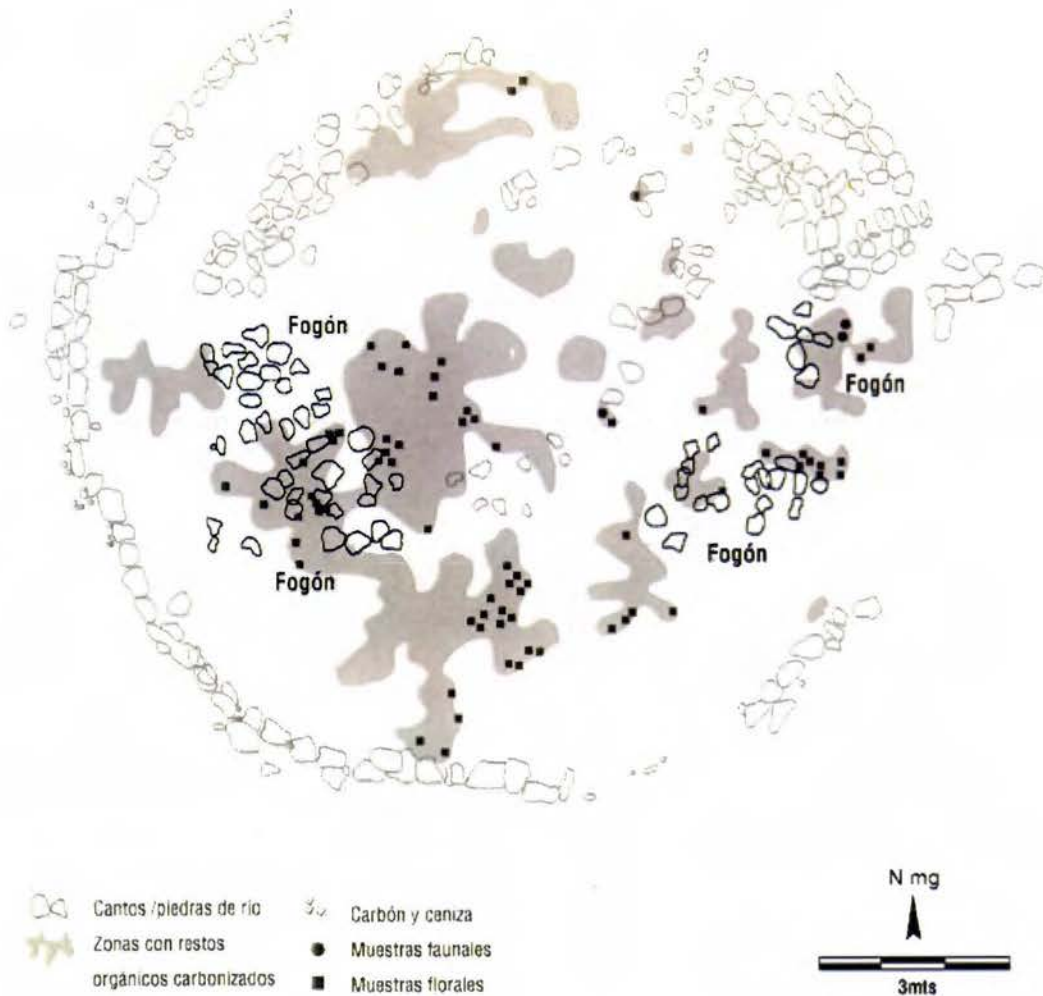 Fogón
Fogón
Fogón
Fogón
Cantos /piedras de río
Zonas con restos
orgánicos carbonizados
Carbón y ceniza
Muestras faunales
Muestras florales
N mg
3mts